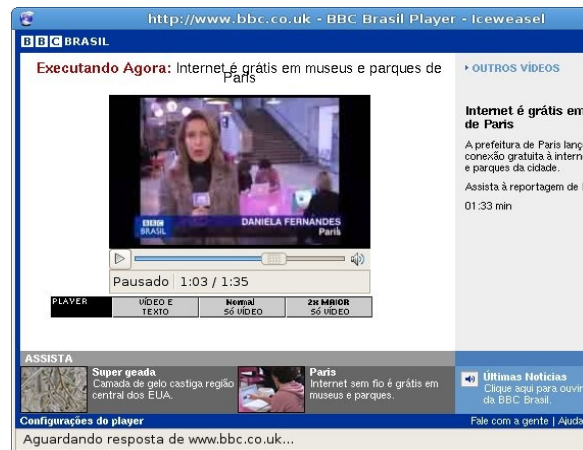 http://www.bbc.co.uk - BBC Brasil Player - Iceweasel
BBC BRASIL
Executando Agora: Internet é grátis em museus e parques de
Paris
OUTROS VÍDEOS
Internet é grátis em
de Paris
A prefeitura de Paris lanç
conexão gratuita à intern
e parques da cidade.
Assista à reportagem de
01:33 min
BBC BRASIL
DANIELA FERNANDES
Paris
Pausado 1:03 / 1:35
PLAYER
VÍDEO E
TEXTO
Normal
SÓ VÍDEO
2x MAIOR
SÓ VÍDEO
ASSISTA
Super geada
Camada de gelo castiga região
central dos EUA.
Paris
Internet sem fio é grátis em
museus e parques.
Últimas Notícias
Clique aqui para ouvir
da BBC Brasil.
Configurações do player
Fale com a gente | Ajuda
Aguardando resposta de www.bbc.co.uk...